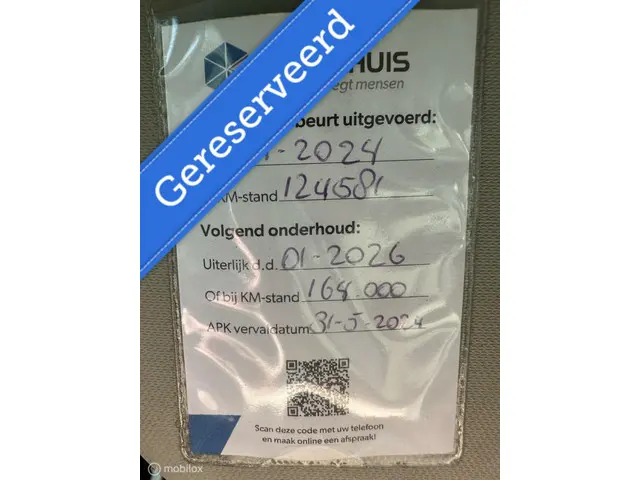 Gereserveerd
HUIS
egt mensen
beurt uitgevoerd:
1-2024
KM-stand 124581
Volgend onderhoud:
Uiterlijk d.d. 01-2026
Of bij KM-stand 164.000
APK vervaldatum 31-5-2024
Scan deze code met uw telefoon
en maak online een afspraak!
mobilox